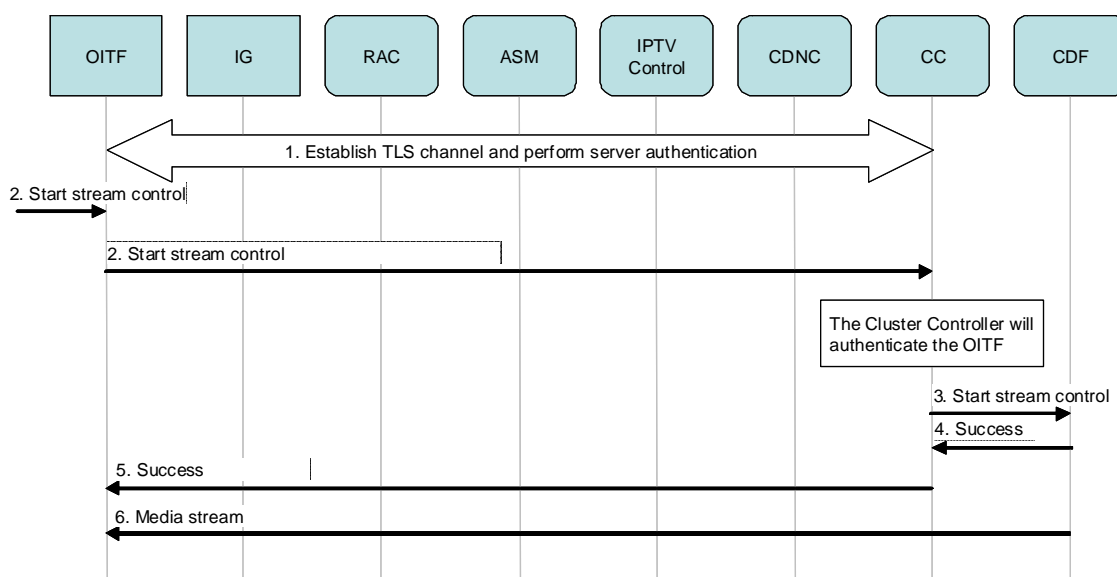 OITF
IG
RAC
ASM
IPTV
Control
CDNC
CC
CDF
1. Establish TLS channel and perform server authentication
2. Start stream control
2. Start stream control
The Cluster Controller will
authenticate the OITF
3. Start stream control
4. Success
5. Success
6. Media stream